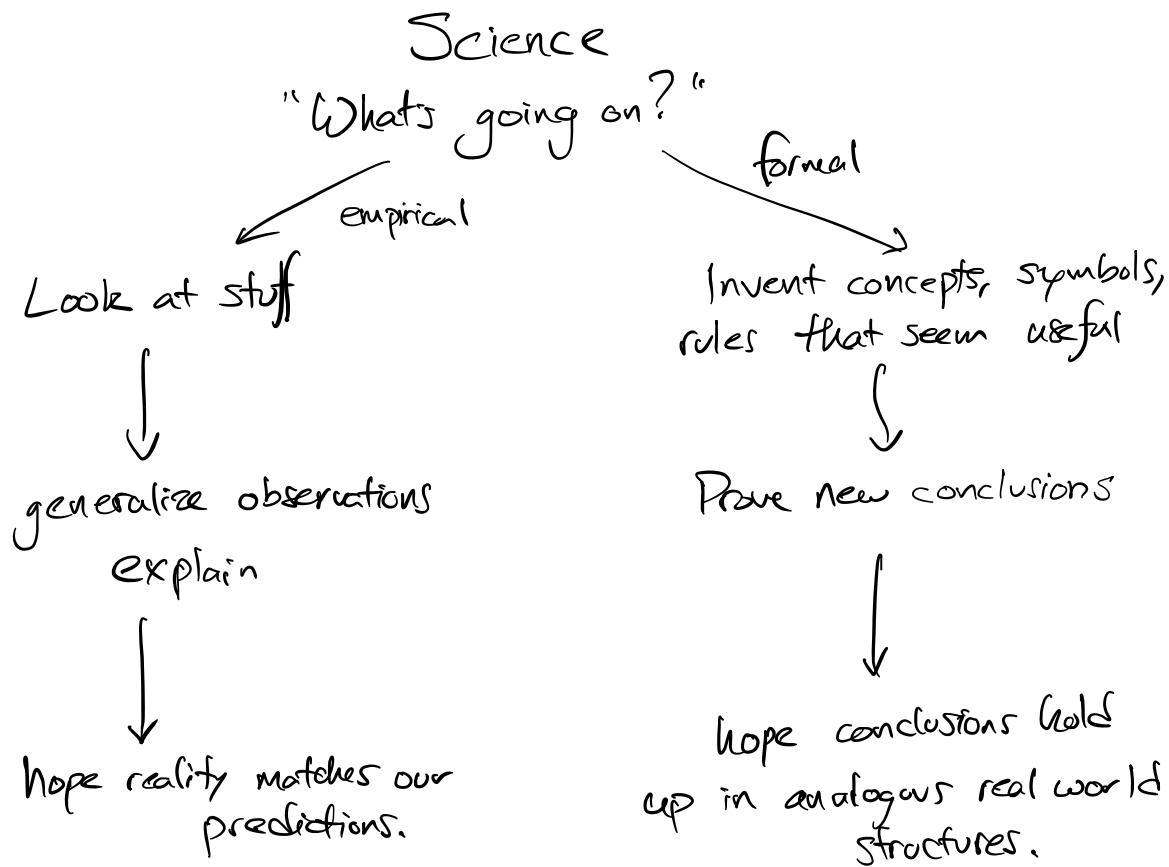 Science
"What's going on?"
empirical
formal
Look at stuff
generalize observations
explain
hope reality matches our
predictions.
Invent concepts, symbols,
rules that seem useful
Prove new conclusions
hope conclusions hold
up in analogous real world
structures.